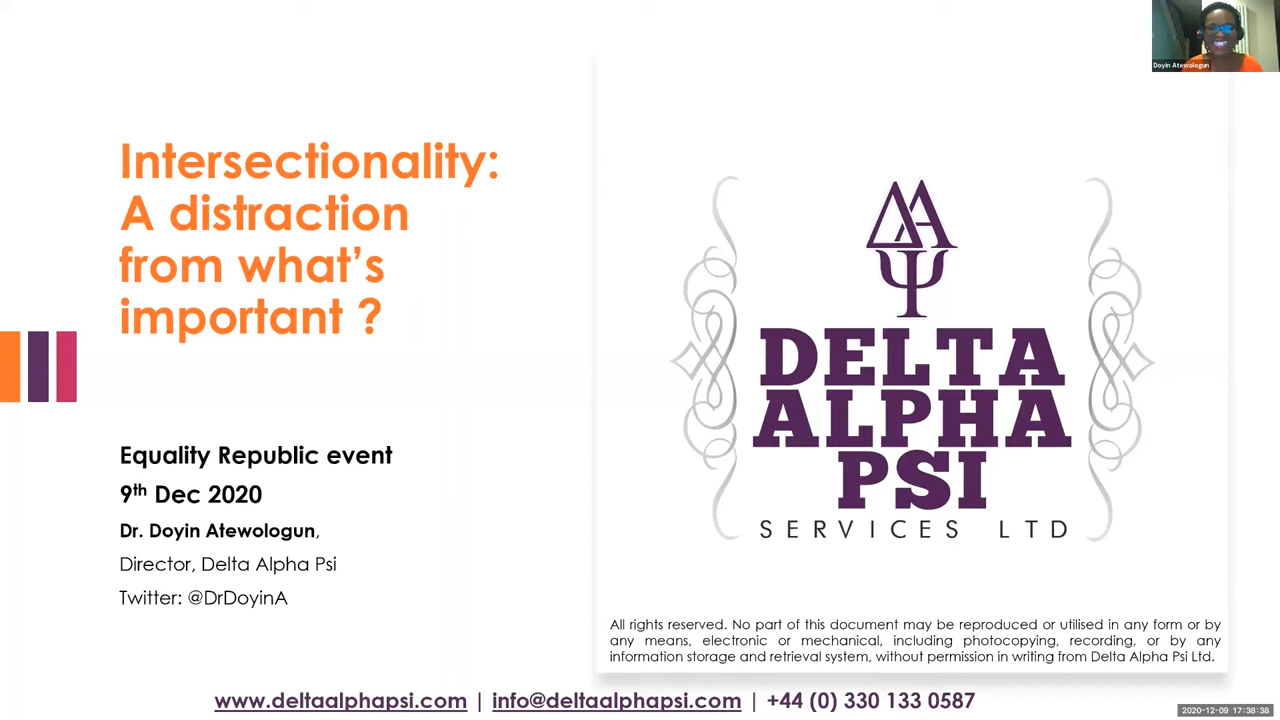 Doyin Atewologun
Intersectionality:
A distraction
from what's
important ?
Equality Republic event
9th Dec 2020
Dr. Doyin Atewologun,
Director, Delta Alpha Psi
Twitter: @DrDoyinA
ΔA
Ψ
DELTA
ALPHA
PSI
SERVICES LTD
All rights reserved. No part of this document may be reproduced or utilised in any form or by
any means, electronic or mechanical, including photocopying, recording, or by any
information storage and retrieval system, without permission in writing from Delta Alpha Psi Ltd.
www.deltaalphapsi.com | info@deltaalphapsi.com | +44 (0) 330 133 0587
2020-12-09 17:38:38